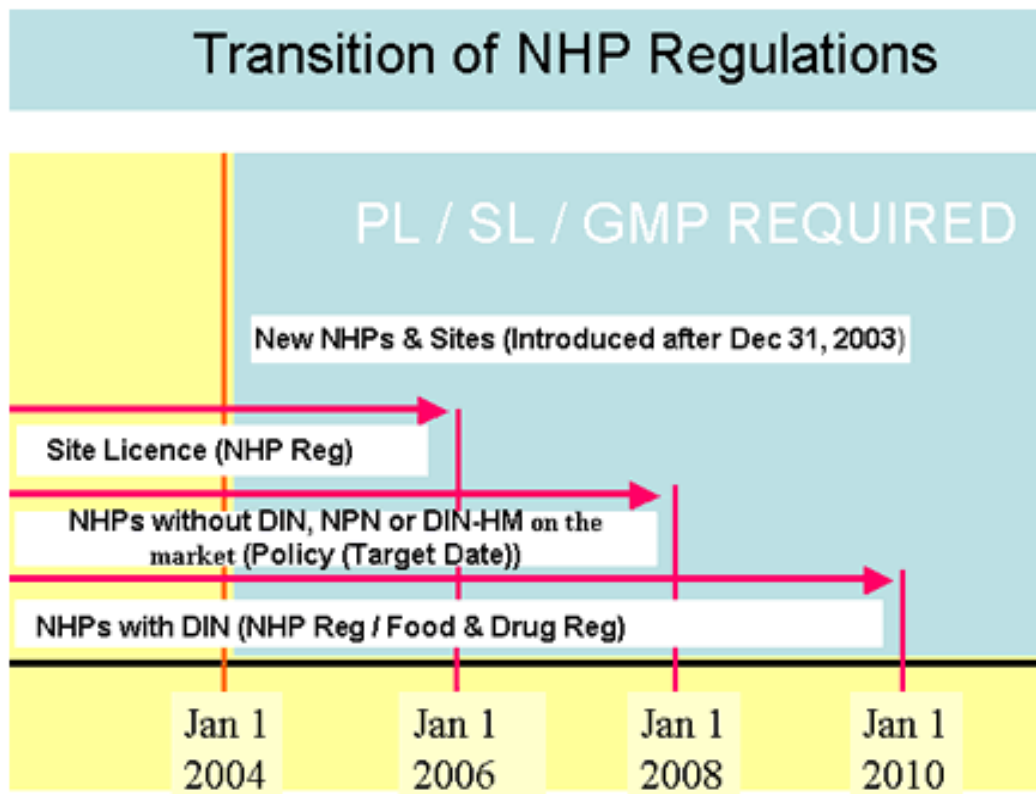 Transition of NHP Regulations
PL / SL / GMP REQUIRED
New NHPs & Sites (Introduced after Dec 31, 2003)
Site Licence (NHP Reg)
NHPs without DIN, NPN or DIN-HM on the
market (Policy (Target Date))
NHPs with DIN (NHP Reg / Food & Drug Reg)
Jan 1 Jan 1 Jan 1 Jan 1
2004 2006 2008 2010